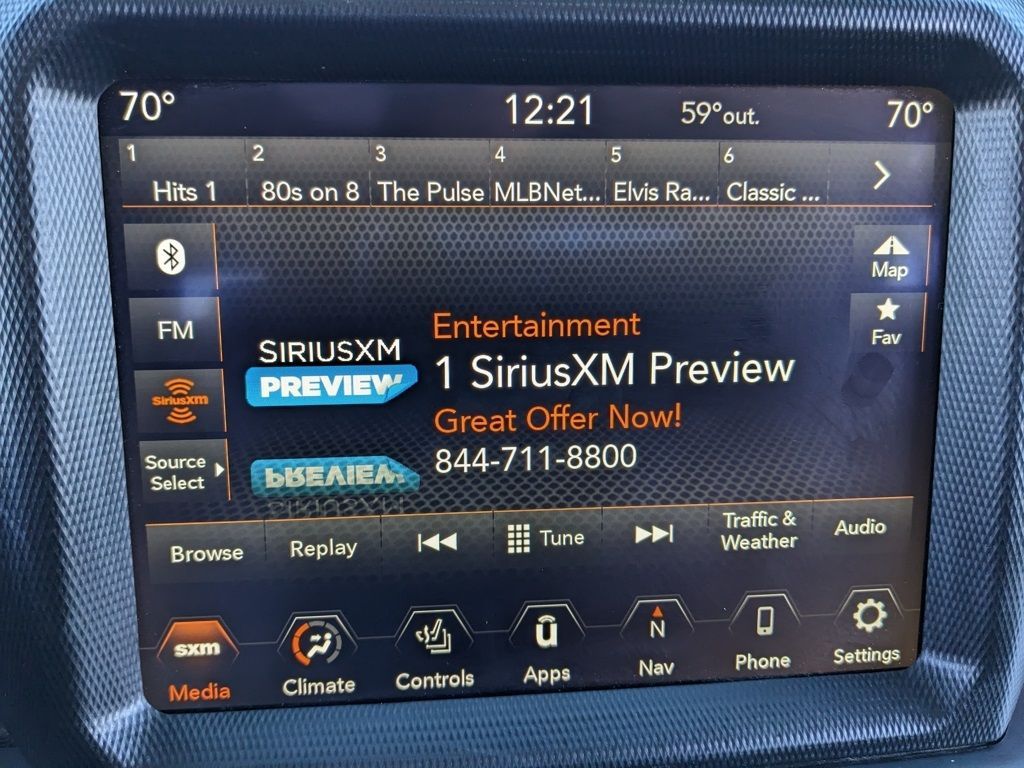 70° 12:21 59°out. 70°
1 2 3 4 5 6
Hits 1 80s on 8 The Pulse MLBNet... Elvis Ra... Classic ...
Map
FM
Fav
Entertainment
SIRIUSXM
PREVIEW
1 SiriusXM Preview
SiriusXM
Great Offer Now!
844-711-8800
Source
Select
PREVIEW
SIRIUSXM
Browse Replay Tune Traffic &
Weather Audio
sxm
Media Climate Controls
ū
Apps
N
Nav Phone Settings